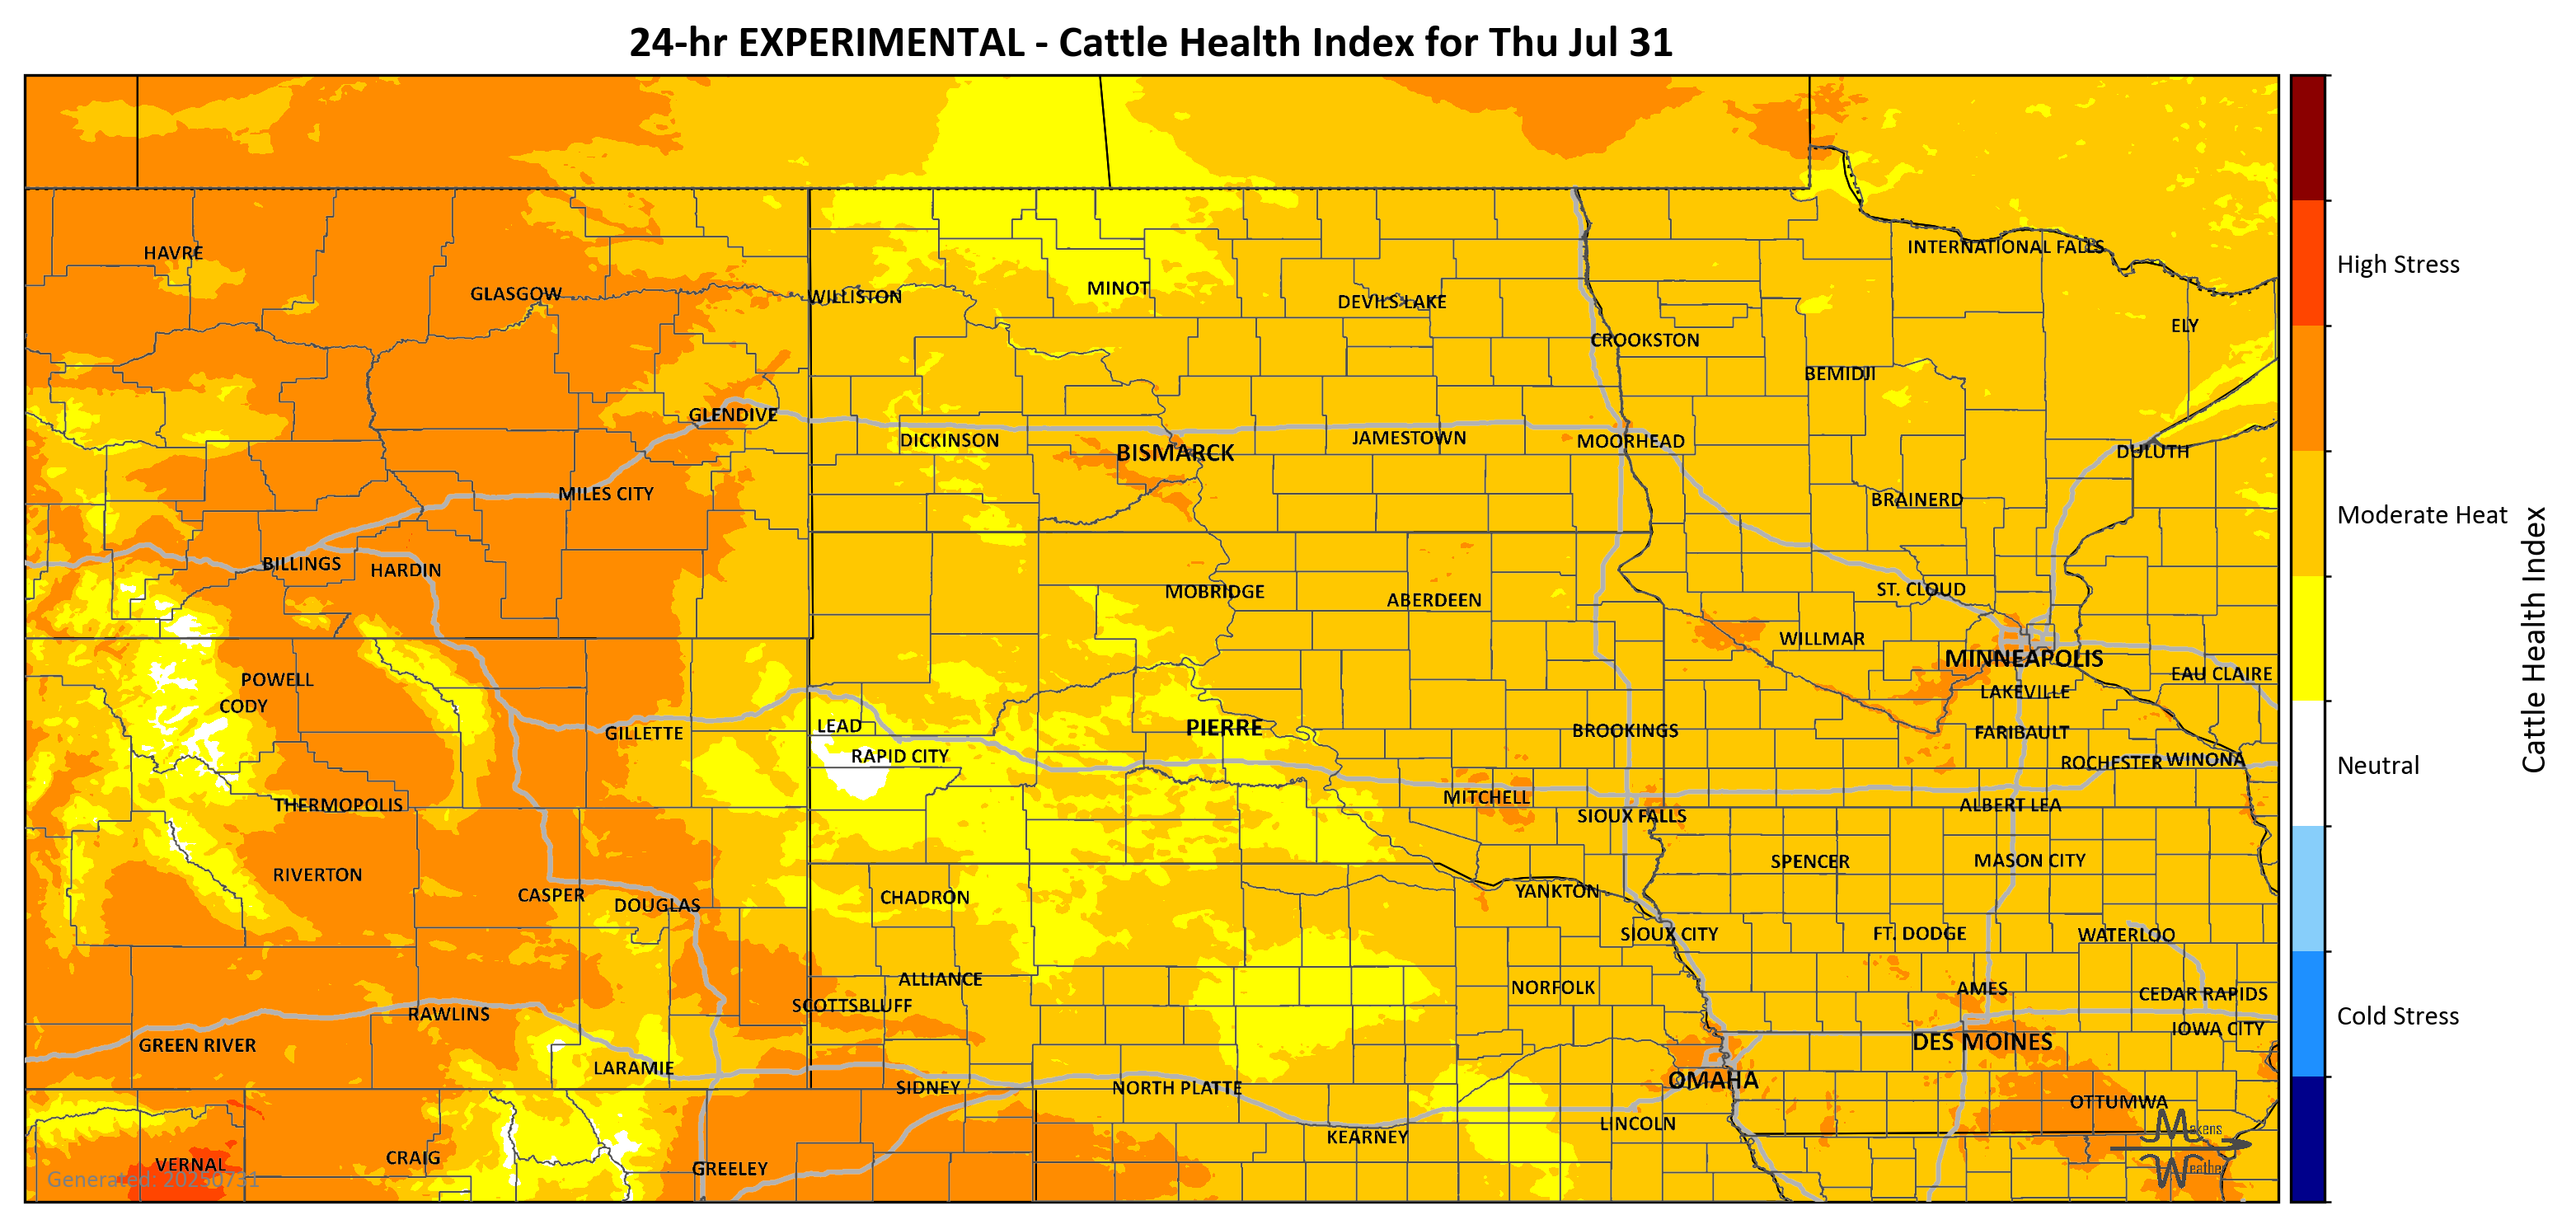 24-hr EXPERIMENTAL - Cattle Health Index for Thu Jul 31
HAVRE
GLASGOW
WILLISTON
MINOT
DEVILS LAKE
INTERNATIONAL FALLS
CROOKSTON
ELY
BEMIDJI
GLENDIVE
DICKINSON
BISMARCK
JAMESTOWN
MOORHEAD
DULUTH
MILES CITY
BRAINERD
BILLINGS
HARDIN
MOBRIDGE
ABERDEEN
ST. CLOUD
WILLMAR
MINNEAPOLIS
POWELL
CODY
LAKEVILLE
EAU CLAIRE
GILLETTE
LEAD
RAPID CITY
PIERRE
BROOKINGS
FARIBAULT
ROCHESTER
WINONA
THERMOPOLIS
MITCHELL
SIOUX FALLS
ALBERT LEA
RIVERTON
CASPER
DOUGLAS
CHADRON
YANKTON
SPENCER
MASON CITY
SIOUX CITY
FT. DODGE
WATERLOO
ALLIANCE
SCOTTSBLUFF
NORFOLK
AMES
CEDAR RAPIDS
RAWLINS
GREEN RIVER
LARAMIE
SIDNEY
NORTH PLATTE
OMAHA
DES MOINES
IOWA CITY
OTTUMWA
LINCOLN
KEARNEY
VERNAL
CRAIG
GREELEY
Generated: 20250731
Makens
Weather
High Stress
Moderate Heat
Neutral
Cold Stress
Cattle Health Index